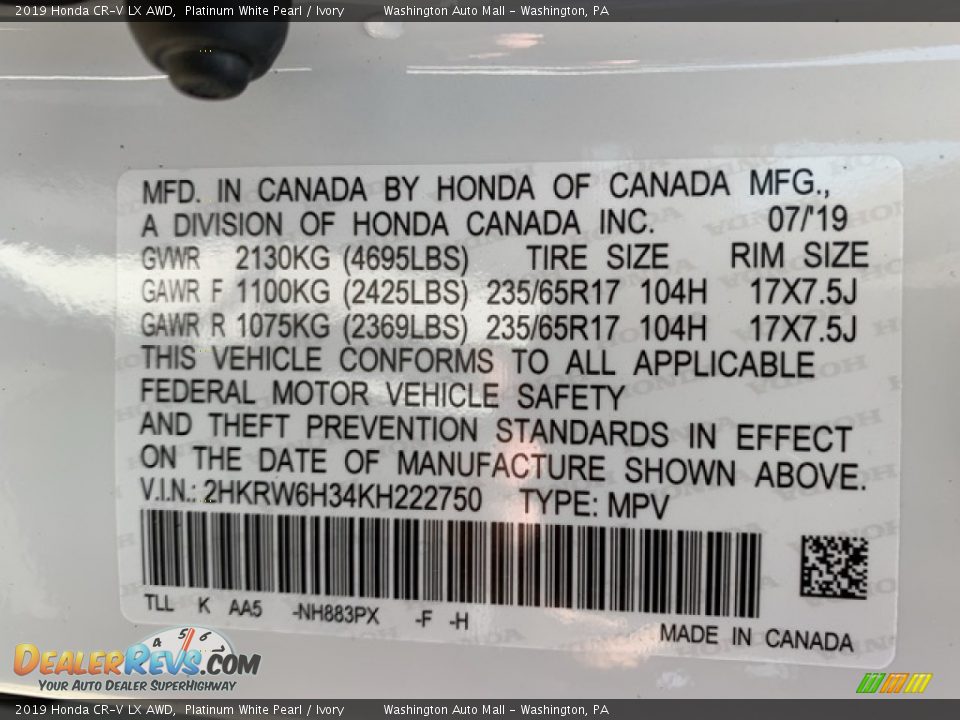 2019 Honda CR-V LX AWD, Platinum White Pearl / Ivory Washington Auto Mall - Washington, PA
MFD. IN CANADA BY HONDA OF CANADA MFG.,
A DIVISION OF HONDA CANADA INC. 07/'19
GVWR 2130KG (4695LBS) TIRE SIZE RIM SIZE
GAWR F 1100KG (2425LBS) 235/65R17 104H 17X7.5J
GAWR R 1075KG (2369LBS) 235/65R17 104H 17X7.5J
THIS VEHICLE CONFORMS TO ALL APPLICABLE
FEDERAL MOTOR VEHICLE SAFETY
AND THEFT PREVENTION STANDARDS IN EFFECT
ON THE DATE OF MANUFACTURE SHOWN ABOVE.
V.I.N.: 2HKRW6H34KH222750 TYPE: MPV
TLL K AA5 -NH883PX -F -H
MADE IN CANADA
4 5 6
DEALERREVS.COM
YOUR AUTO DEALER SUPERHIGHWAY
2019 Honda CR-V LX AWD, Platinum White Pearl / Ivory Washington Auto Mall - Washington, PA